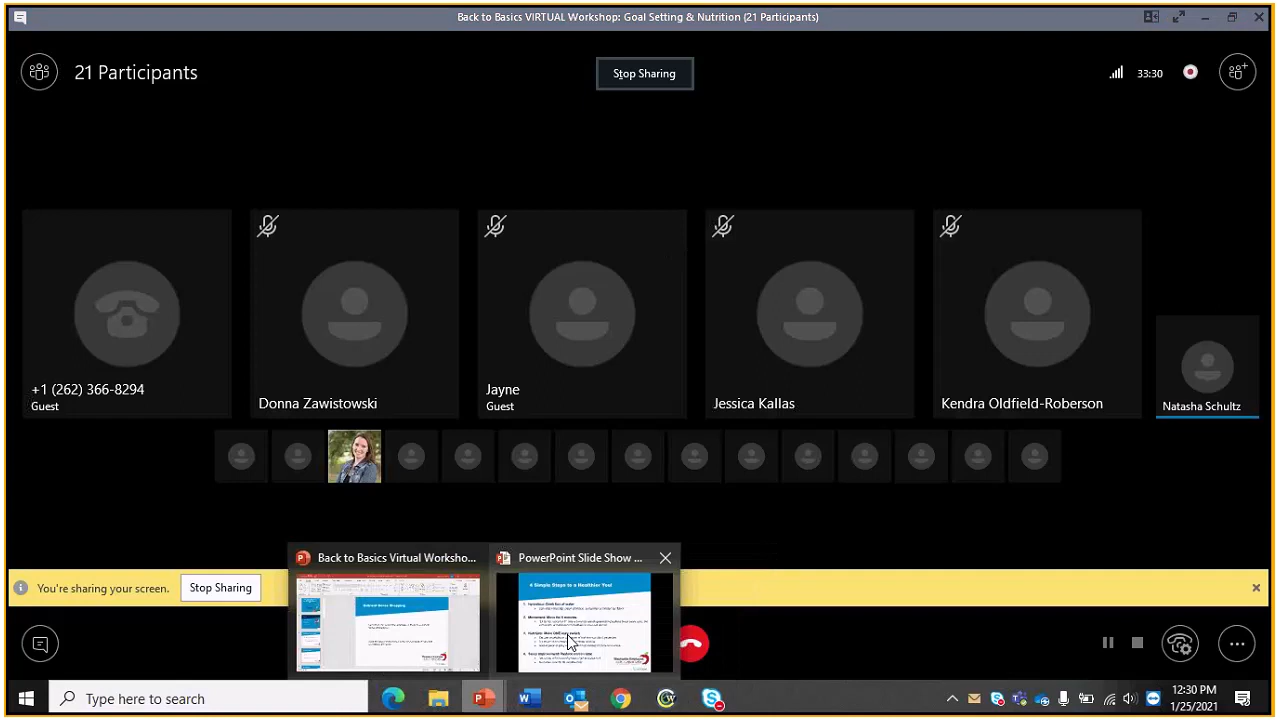 Back to Basics VIRTUAL Workshop: Goal Setting & Nutrition (21 Participants)
21 Participants
Stop Sharing
33:30
+1 (262) 366-8294
Guest
Donna Zawistowski
Jayne
Guest
Jessica Kallas
Kendra Oldfield-Roberson
Natasha Schultz
Back to Basics Virtual Worksho...
PowerPoint Slide Show ...
4 Simple Steps to a Healthier You!
You're sharing your screen.
Stop Sharing
Type here to search
12:30 PM
1/25/2021